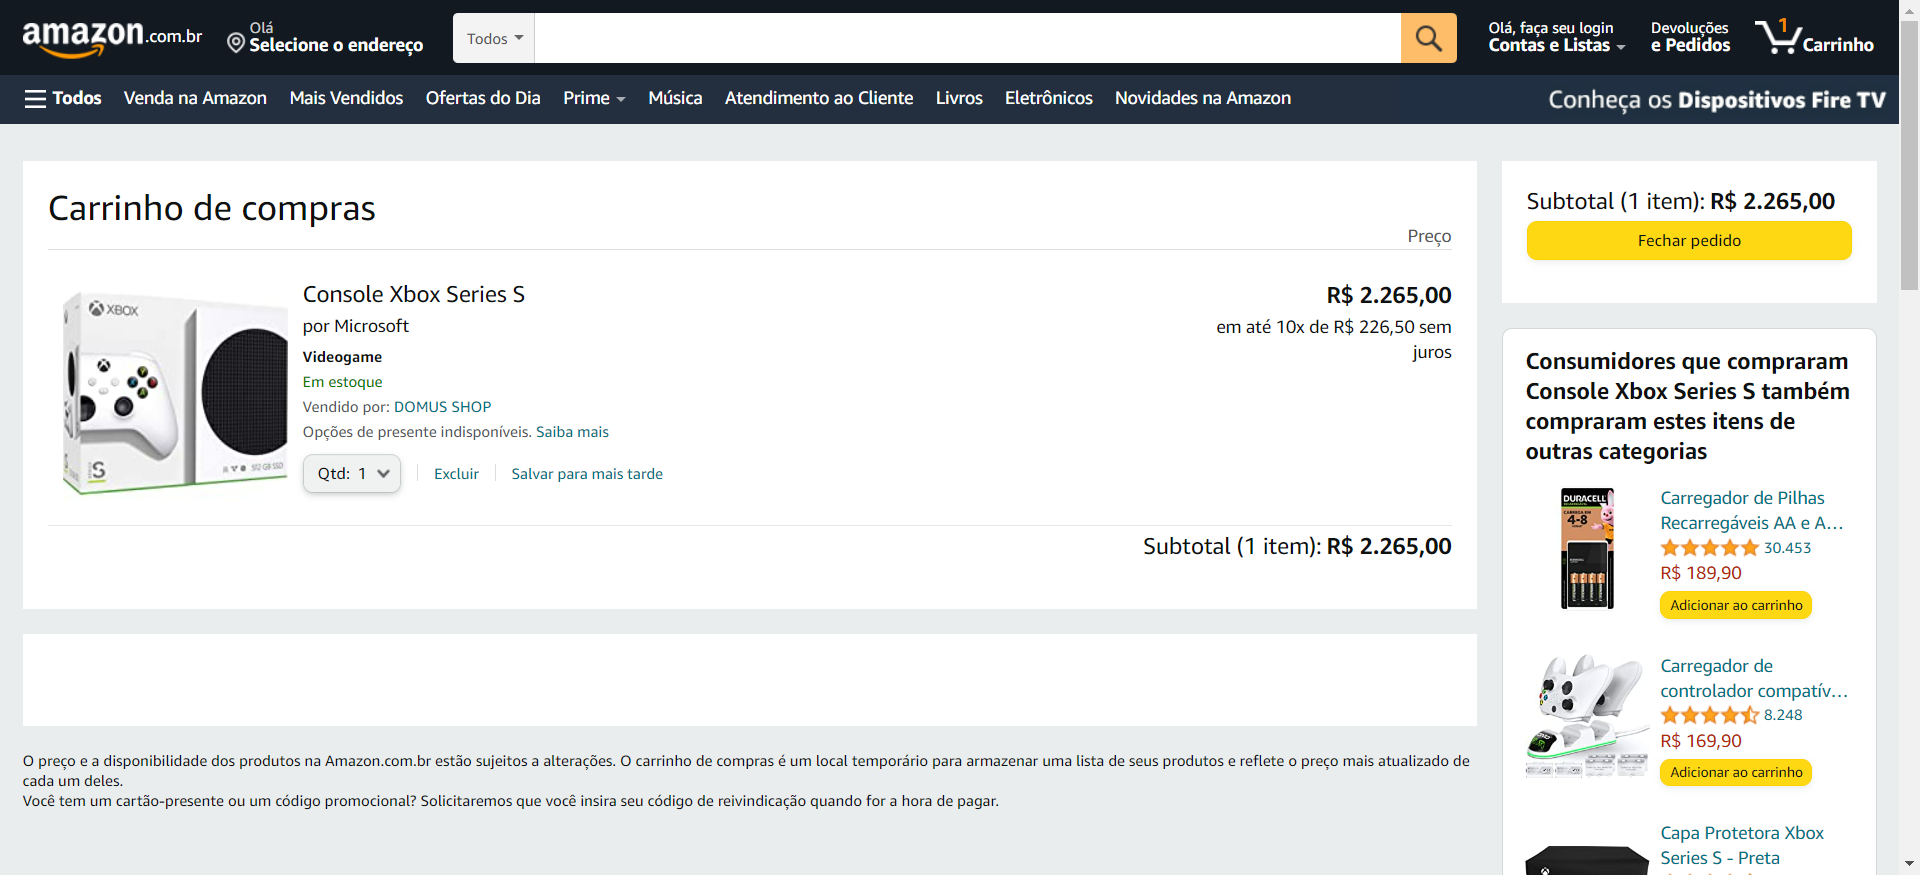 amazon.com.br
Olá
Selecione o endereço
Todos
Olá, faça seu login
Contas e Listas
Devoluções
e Pedidos
1
Carrinho
Todos
Venda na Amazon
Mais Vendidos
Ofertas do Dia
Prime
Música
Atendimento ao Cliente
Livros
Eletrônicos
Novidades na Amazon
Conheça os Dispositivos Fire TV
Carrinho de compras
Preço
XBOX
S
512 GB SSD
Console Xbox Series S
por Microsoft
Videogame
Em estoque
Vendido por: DOMUS SHOP
Opções de presente indisponíveis. Saiba mais
Qtd: 1
Excluir
Salvar para mais tarde
R$ 2.265,00
em até 10x de R$ 226,50 sem
juros
Subtotal (1 item): R$ 2.265,00
O preço e a disponibilidade dos produtos na Amazon.com.br estão sujeitos a alterações. O carrinho de compras é um local temporário para armazenar uma lista de seus produtos e reflete o preço mais atualizado de
cada um deles.
Você tem um cartão-presente ou um código promocional? Solicitaremos que você insira seu código de reivindicação quando for a hora de pagar.
Subtotal (1 item): R$ 2.265,00
Fechar pedido
Consumidores que compraram
Console Xbox Series S também
compraram estes itens de
outras categorias
DURACELL
4-8
Carregador de Pilhas
Recarregáveis AA e A…
30.453
R$ 189,90
Adicionar ao carrinho
Carregador de
controlador compatív…
8.248
R$ 169,90
Adicionar ao carrinho
Capa Protetora Xbox
Series S - Preta